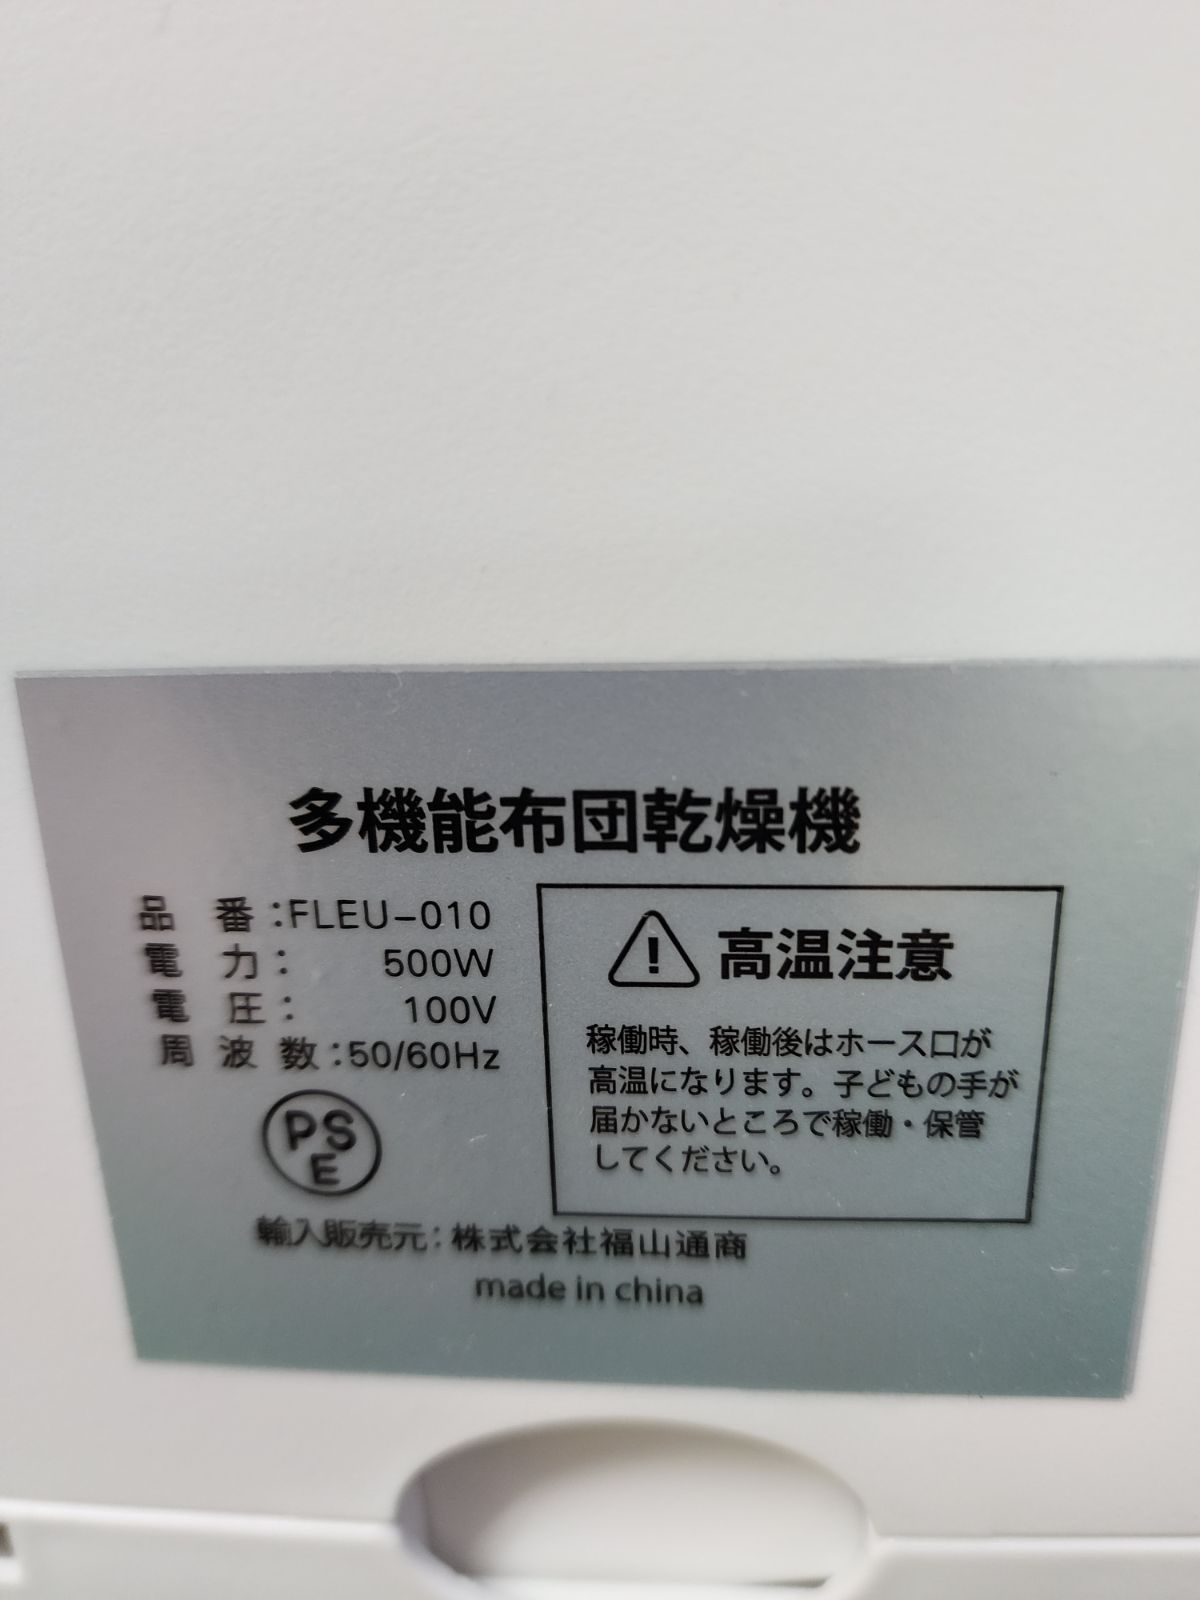 多機能布団乾燥機
品 番:FLEU-010
電 力: 500W
電 圧: 100V
周 波 数:50/60Hz
PS
E
高温注意
稼働時、稼働後はホース口が
高温になります。子どもの手が
届かないところで稼働・保管
してください。
輸入販売元:株式会社福山通商
made in china